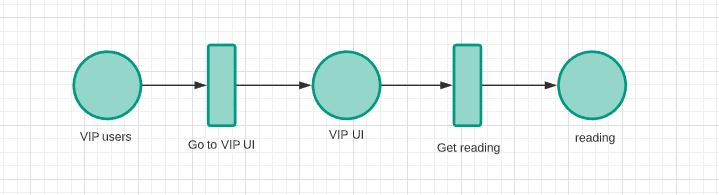 VIP users
Go to VIP UI
VIP UI
Get reading
reading